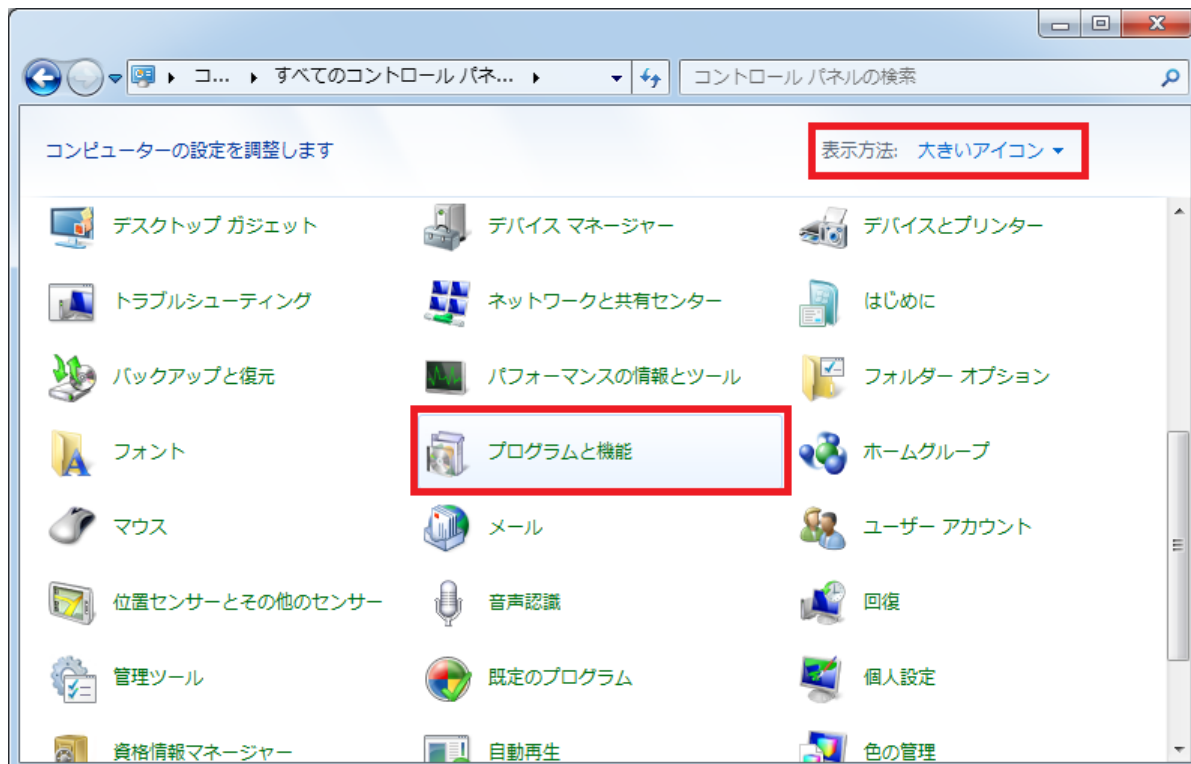 コ... すべてのコントロール パネ... コントロール パネルの検索
コンピューターの設定を調整します 表示方法: 大きいアイコン
デスクトップ ガジェット デバイス マネージャー デバイスとプリンター
トラブルシューティング ネットワークと共有センター はじめに
バックアップと復元 パフォーマンスの情報とツール フォルダー オプション
フォント プログラムと機能 ホームグループ
マウス メール ユーザー アカウント
位置センサーとその他のセンサー 音声認識 回復
管理ツール 既定のプログラム 個人設定
資格情報マネージャー 自動再生 色の管理